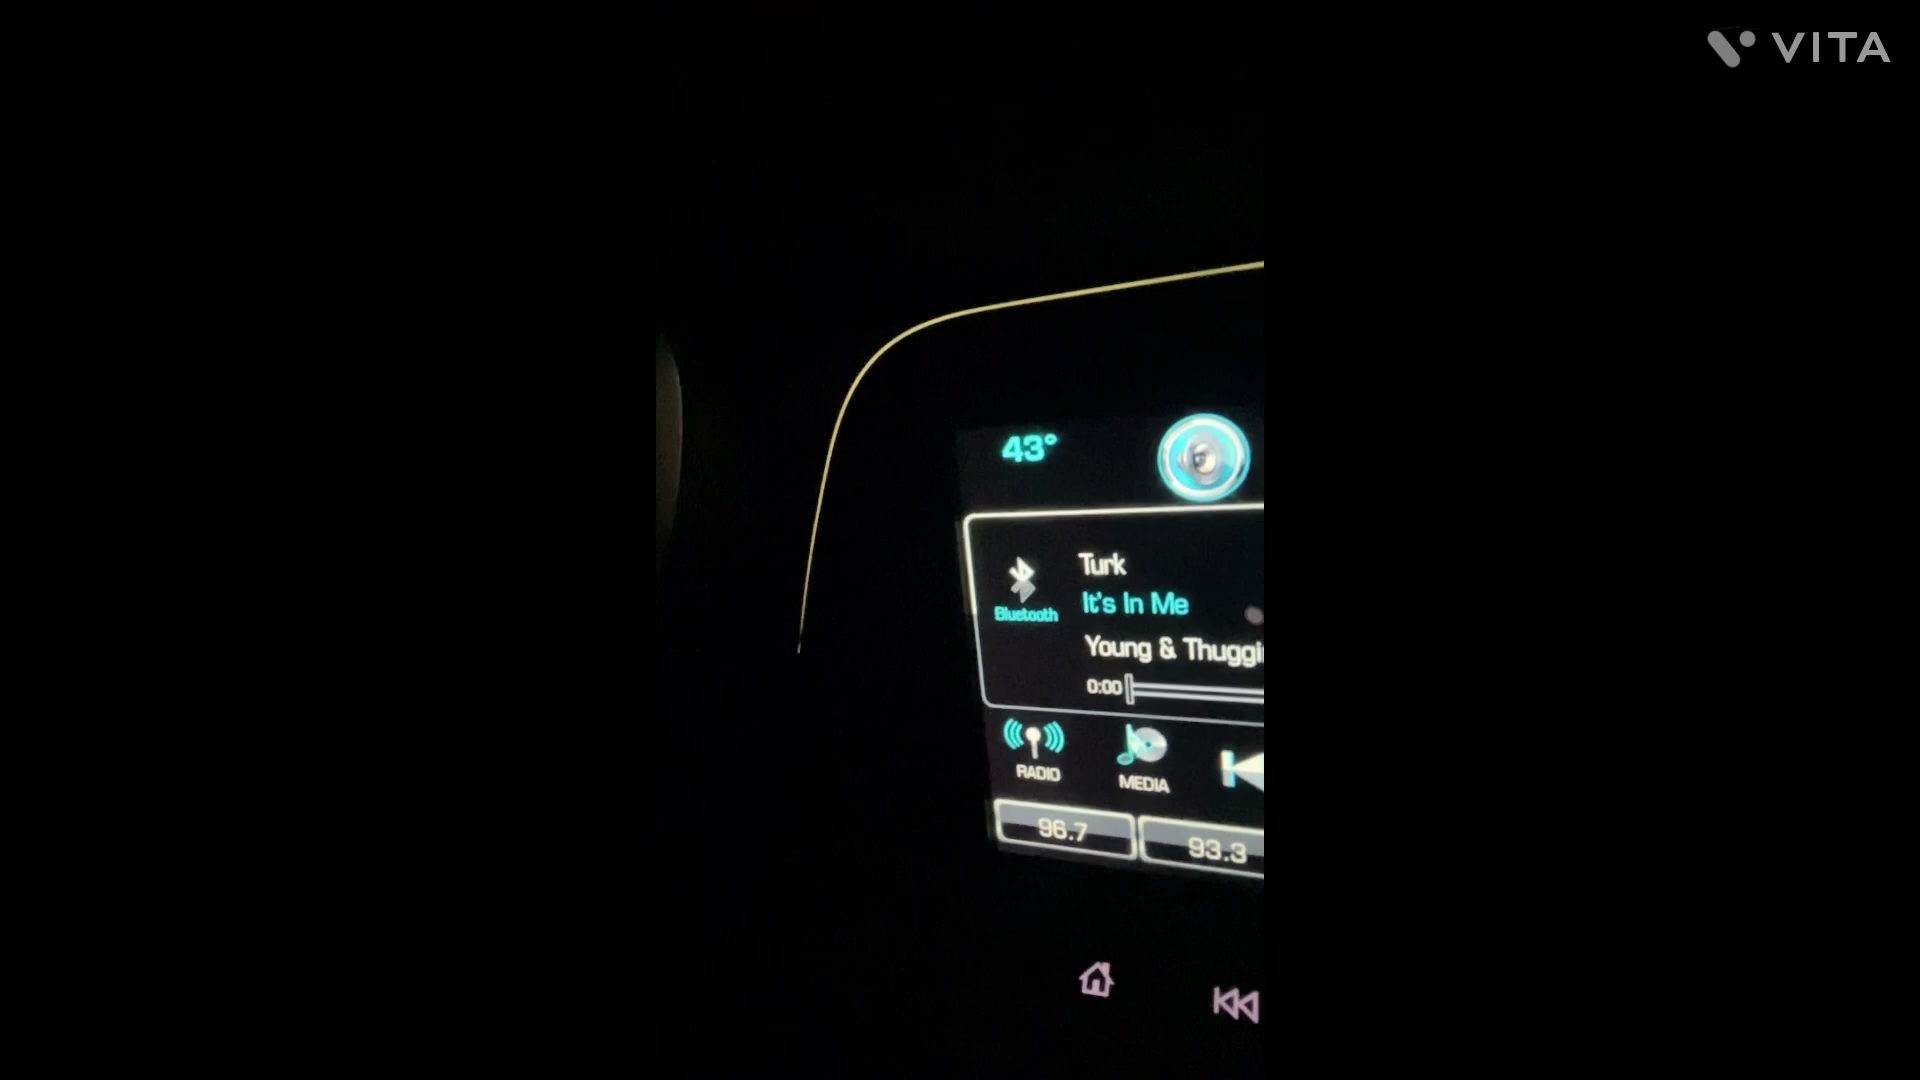 VITA
43°
Turk
It's In Me
Bluetooth
Young & Thuggi
0:00
RADIO
MEDIA
96.7
93.3